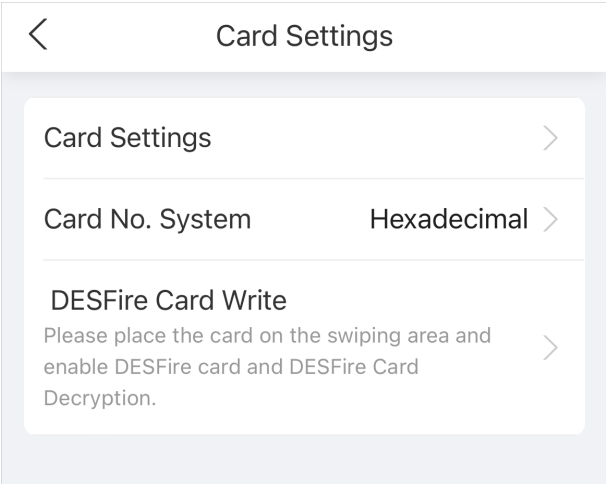 Card Settings
Card Settings
Card No. System Hexadecimal
DESFire Card Write
Please place the card on the swiping area and
enable DESFire card and DESFire Card
Decryption.